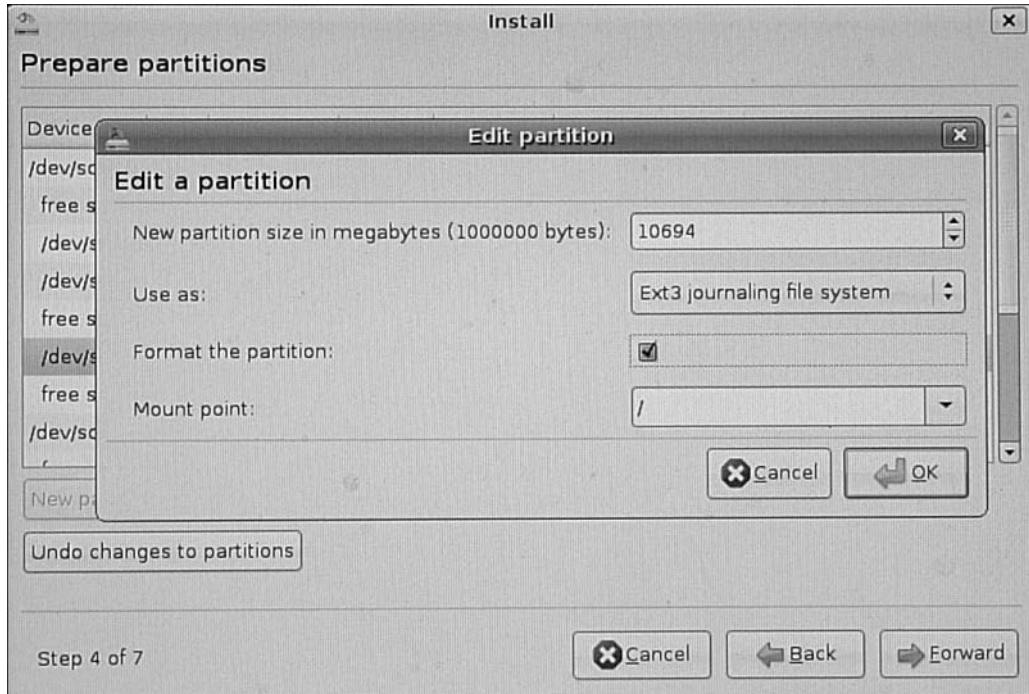 Install
Prepare partitions
Device
Edit partition
/dev/sd
Edit a partition
free s
New partition size in megabytes (1000000 bytes): 10694
/dev/s
/dev/s
Use as: Ext3 journaling file system
free s
/dev/s
Format the partition:
free s
Mount point: /
/dev/sd
Cancel OK
New pa
Undo changes to partitions
Step 4 of 7 Cancel Back Forward